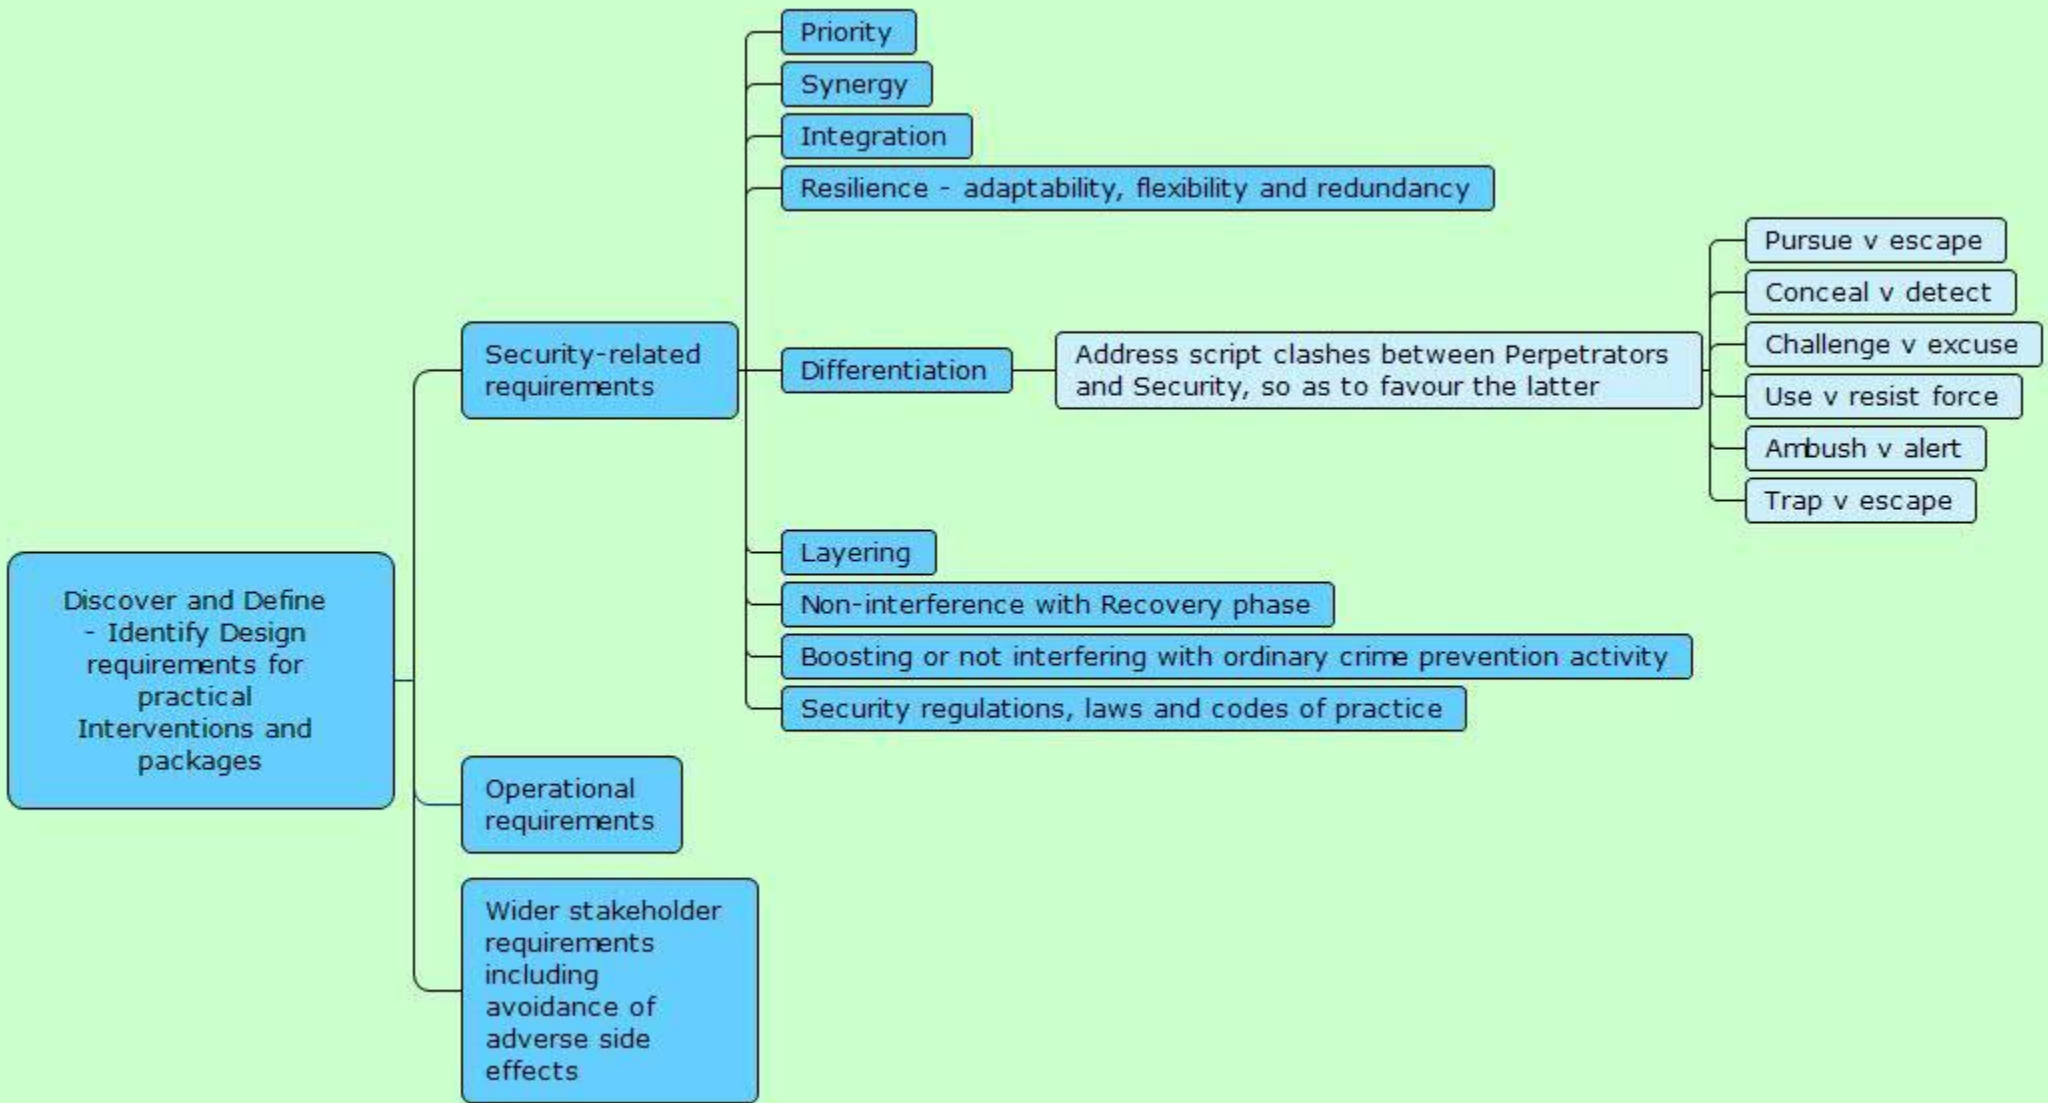 Discover and Define
- Identify Design
requirements for
practical
Interventions and
packages
Security-related
requirements
Priority
Synergy
Integration
Resilience - adaptability, flexibility and redundancy
Differentiation
Address script clashes between Perpetrators
and Security, so as to favour the latter
Pursue v escape
Conceal v detect
Challenge v excuse
Use v resist force
Ambush v alert
Trap v escape
Layering
Non-interference with Recovery phase
Boosting or not interfering with ordinary crime prevention activity
Security regulations, laws and codes of practice
Operational
requirements
Wider stakeholder
requirements
including
avoidance of
adverse side
effects